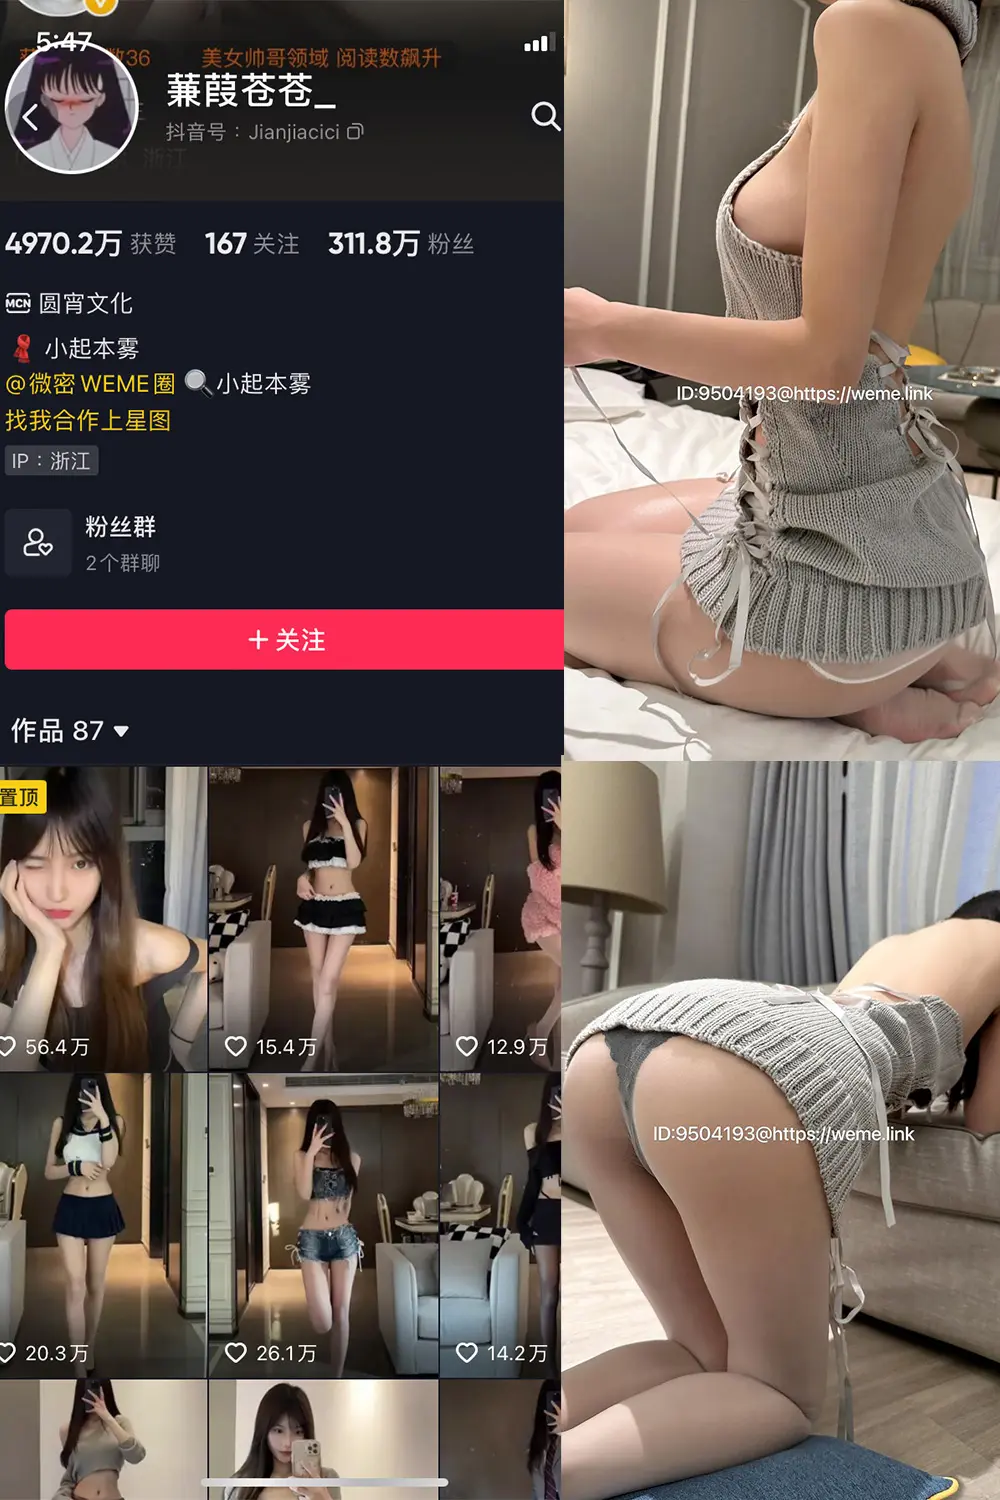 5:47
数36 美女帅哥领域 阅读数飙升
蒹葭苍苍_
抖音号：Jianjiacici
浙江
4970.2万 获赞 167 关注 311.8万 粉丝
MCN 圆宵文化
小起本雾
@微密WEME圈 小起本雾
找我合作上星图
IP：浙江
粉丝群
2个群聊
+ 关注
作品 87
置顶
56.4万
15.4万
12.9万
20.3万
26.1万
14.2万
ID:9504193@https://weme.link
ID:9504193@https://weme.link